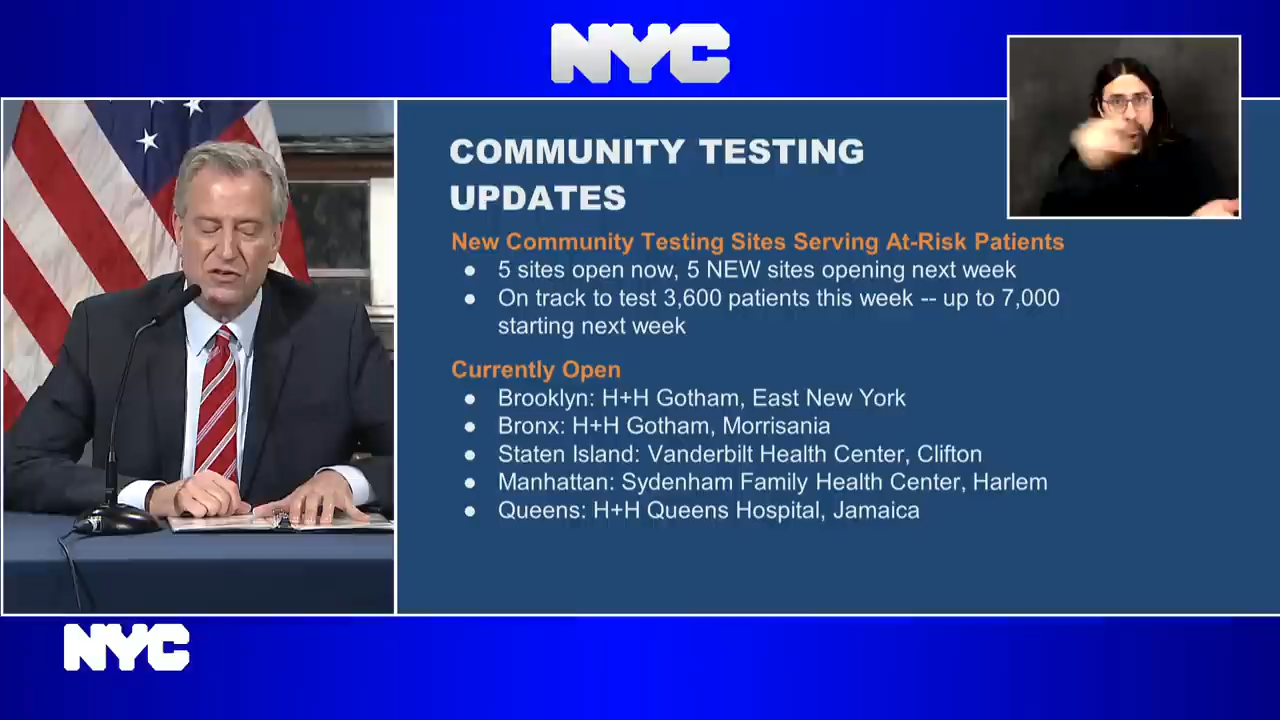 NYC
COMMUNITY TESTING
UPDATES
New Community Testing Sites Serving At-Risk Patients
● 5 sites open now, 5 NEW sites opening next week
● On track to test 3,600 patients this week -- up to 7,000
starting next week
Currently Open
● Brooklyn: H+H Gotham, East New York
● Bronx: H+H Gotham, Morrisania
● Staten Island: Vanderbilt Health Center, Clifton
● Manhattan: Sydenham Family Health Center, Harlem
● Queens: H+H Queens Hospital, Jamaica
NYC